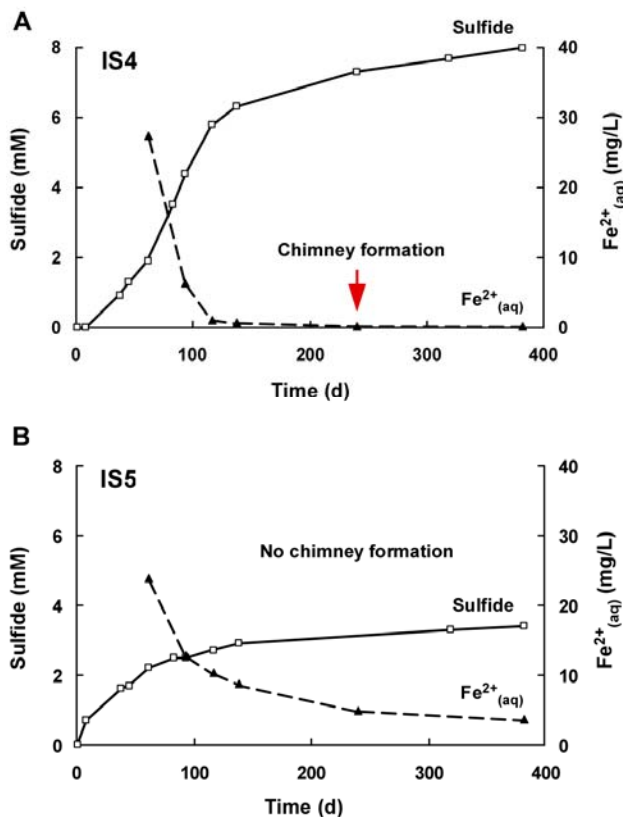 A
IS4
Sulfide
8
6
4
2
0
Sulfide (mM)
40
30
20
10
0
Fe²⁺(aq) (mg/L)
Chimney formation
Fe²⁺(aq)
0
100
200
300
400
Time (d)
B
IS5
8
6
4
2
0
Sulfide (mM)
40
30
20
10
0
Fe²⁺(aq) (mg/L)
No chimney formation
Sulfide
Fe²⁺(aq)
0
100
200
300
400
Time (d)